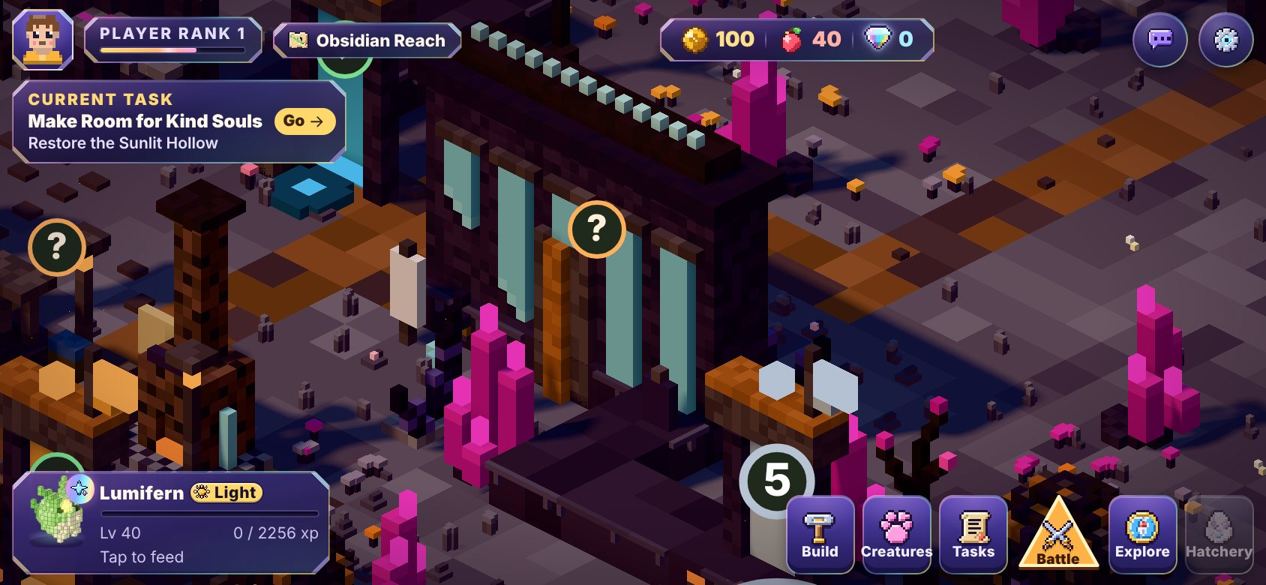 PLAYER RANK 1
Obsidian Reach
100
40
0
CURRENT TASK
Make Room for Kind Souls
Go →
Restore the Sunlit Hollow
?
?
5
Lumifern
Light
Lv 40
0 / 2256 xp
Tap to feed
Build
Creatures
Tasks
Battle
Explore
Hatchery